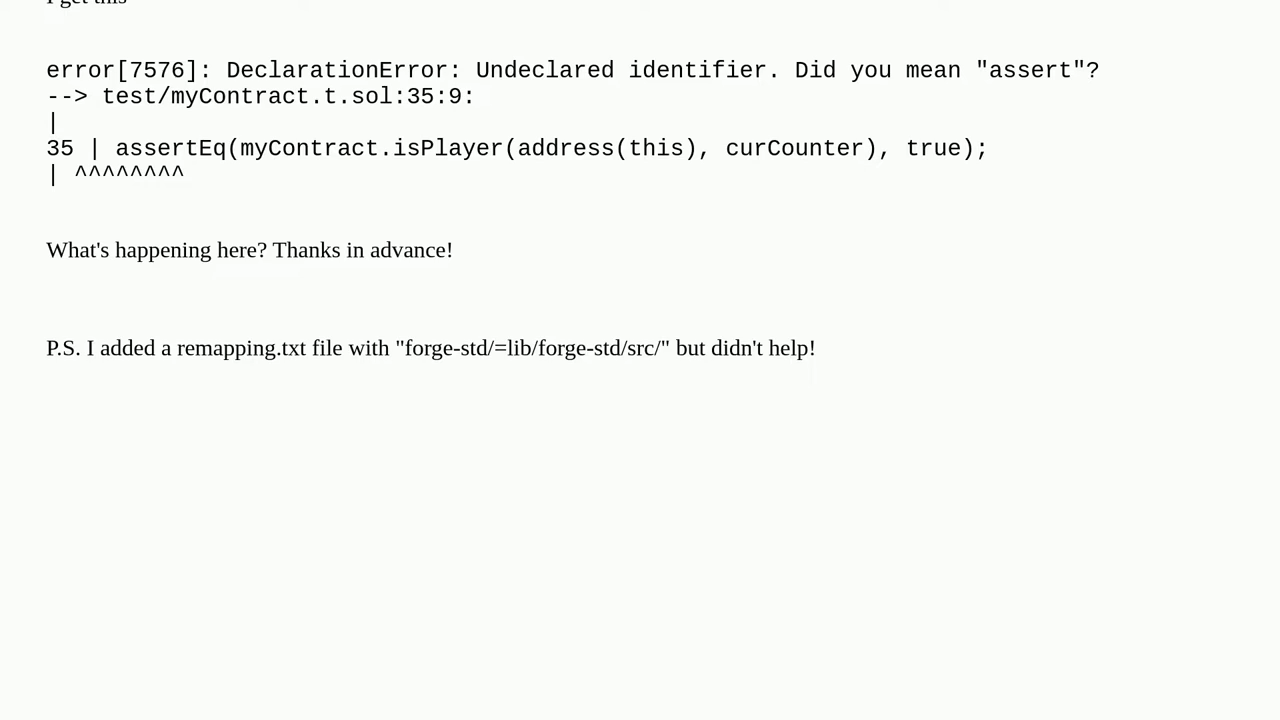 I get this
error[7576]: DeclarationError: Undeclared identifier. Did you mean "assert"?
--> test/myContract.t.sol:35:9:
|
35 | assertEq(myContract.isPlayer(address(this), curCounter), true);
| ^^^^^^^^
What's happening here? Thanks in advance!
P.S. I added a remapping.txt file with "forge-std/=lib/forge-std/src/" but didn't help!